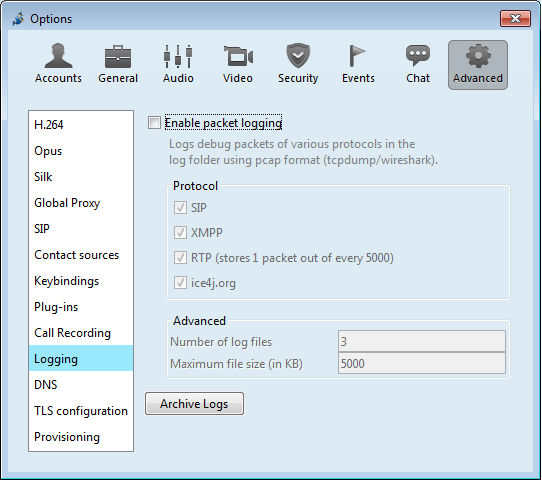 Options
Accounts General Audio Video Security Events Chat Advanced
H.264
Opus
Silk
Global Proxy
SIP
Contact sources
Keybindings
Plug-ins
Call Recording
Logging
DNS
TLS configuration
Provisioning
Enable packet logging
Logs debug packets of various protocols in the
log folder using pcap format (tcpdump/wireshark).
Protocol
SIP
XMPP
RTP (stores 1 packet out of every 5000)
ice4j.org
Advanced
Number of log files 3
Maximum file size (in KB) 5000
Archive Logs